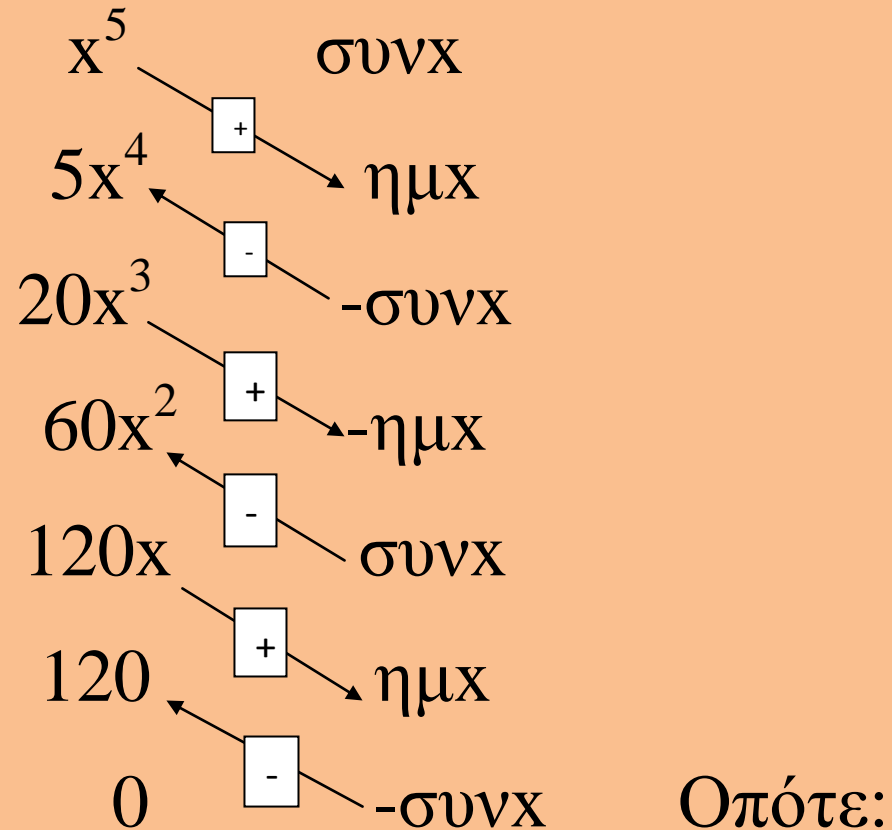 x⁵ συνx
+
5x⁴ ημx
-
20x³ -συνx
+
60x² -ημx
-
120x συνx
+
120 ημx
-
0 -συνx Οπότε: